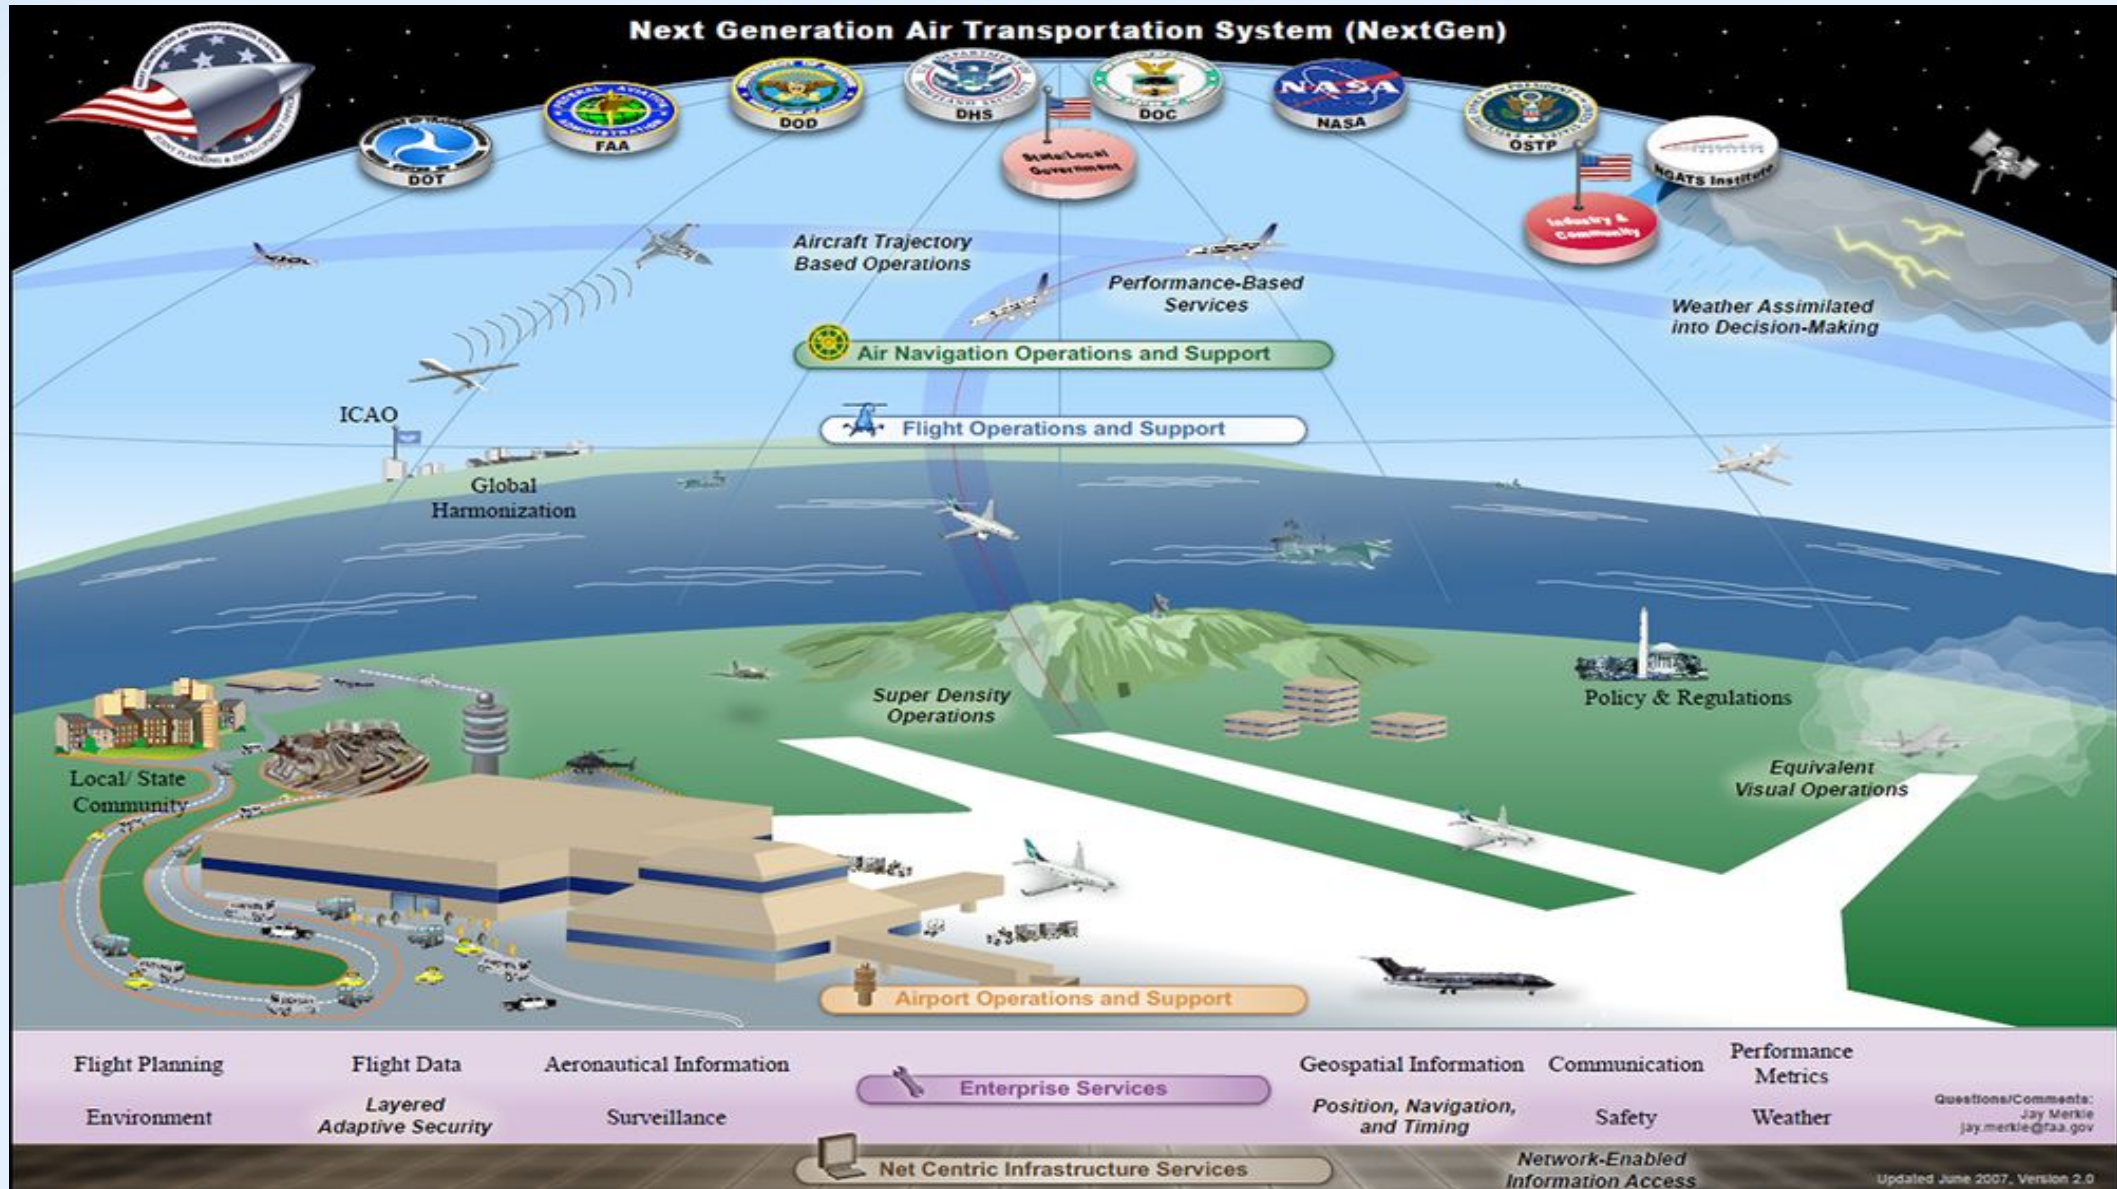 Next Generation Air Transportation System (NextGen)
DOT
FAA
DOD
DHS
DOC
NASA
NASA
OSTP
NGATS Institute
State/Local
Government
Industry &
Community
Aircraft Trajectory
Based Operations
Performance-Based
Services
Weather Assimilated
into Decision-Making
Air Navigation Operations and Support
ICAO
Flight Operations and Support
Global
Harmonization
Super Density
Operations
Policy & Regulations
Local/ State
Community
Equivalent
Visual Operations
Airport Operations and Support
Flight Planning
Flight Data
Aeronautical Information
Enterprise Services
Geospatial Information
Communication
Performance
Metrics
Environment
Layered
Adaptive Security
Surveillance
Position, Navigation,
and Timing
Safety
Weather
Questions/Comments:
Jay Merkle
jay.merkle@faa.gov
Net Centric Infrastructure Services
Network-Enabled
Information Access
Updated June 2007, Version 2.0